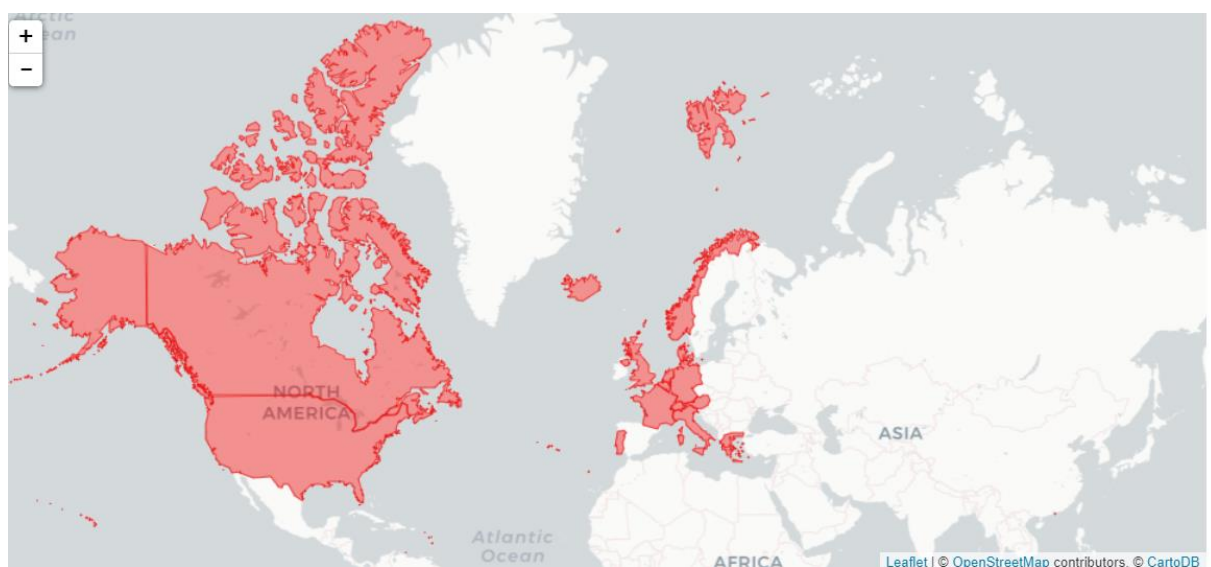 Arctic
Ocean
+
−
NORTH
AMERICA
ASIA
Atlantic
Ocean
AFRICA
Leaflet | © OpenStreetMap contributors, © CartoDB